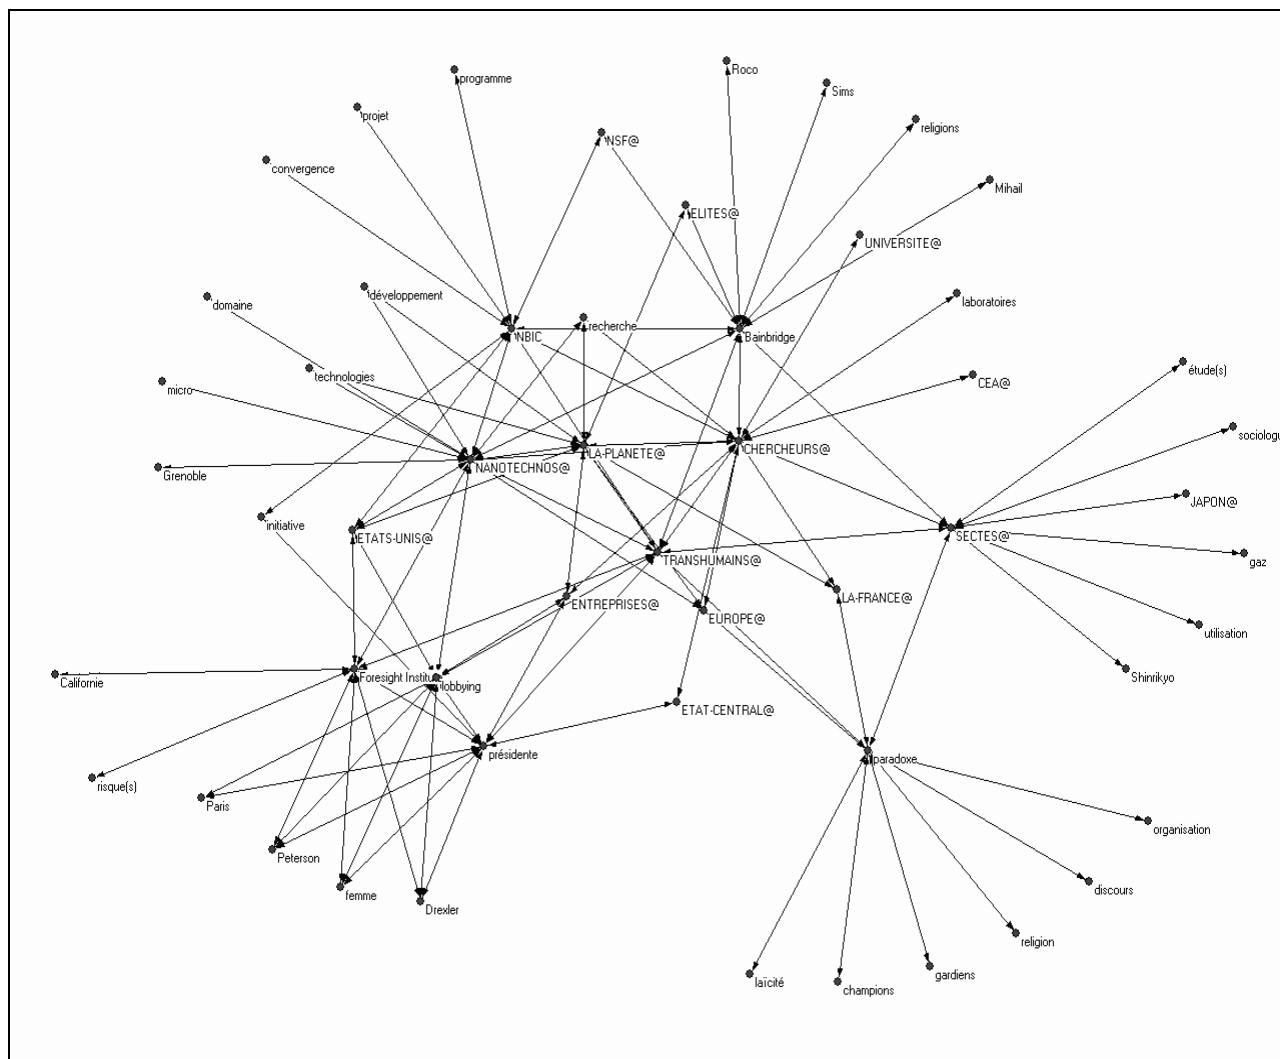 Roco
programme
Sims
projet
religions
NSF@
convergence
Mihail
ELITES@
UNIVERSITE@
développement
laboratoires
domaine
recherche
NBIC
Bainbridge
étude(s)
technologies
CEA@
micro
sociologu
CHERCHEURS@
LA-PLANETE@
NANOTECHNOS@
Grenoble
JAPON@
initiative
SECTES@
ETATS-UNIS@
TRANSHUMAINS@
gaz
LA-FRANCE@
ENTREPRISES@
EUROPE@
utilisation
Foresight Institute
Shinrikyo
Californie
lobbying
ETAT-CENTRAL@
présidente
paradoxe
risque(s)
Paris
organisation
Peterson
discours
femme
Drexler
religion
gardiens
laïcité
champions